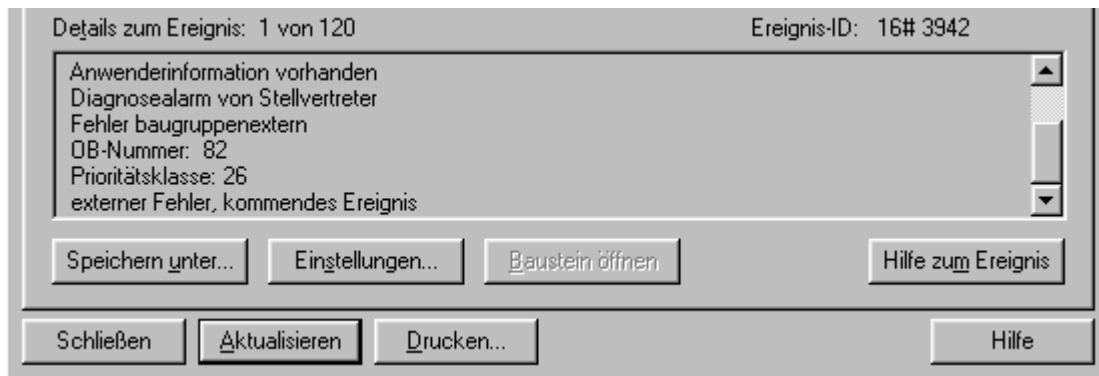 Details zum Ereignis: 1 von 120 Ereignis-ID: 16# 3942
Anwenderinformation vorhanden
Diagnosealarm von Stellvertreter
Fehler baugruppenextern
OB-Nummer: 82
Prioritätsklasse: 26
externer Fehler, kommendes Ereignis
Speichern unter... Einstellungen... Baustein öffnen Hilfe zum Ereignis
Schließen Aktualisieren Drucken... Hilfe